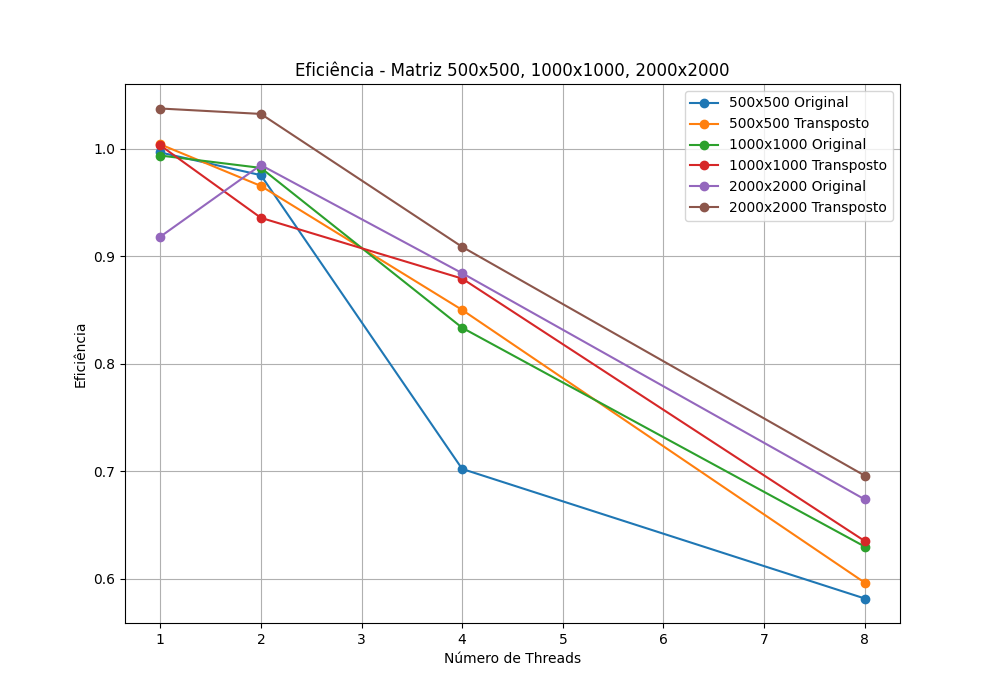 Eficiência - Matriz 500x500, 1000x1000, 2000x2000
500x500 Original
500x500 Transposto
1000x1000 Original
1000x1000 Transposto
2000x2000 Original
2000x2000 Transposto
Eficiência
1.0
0.9
0.8
0.7
0.6
1 2 3 4 5 6 7 8
Número de Threads